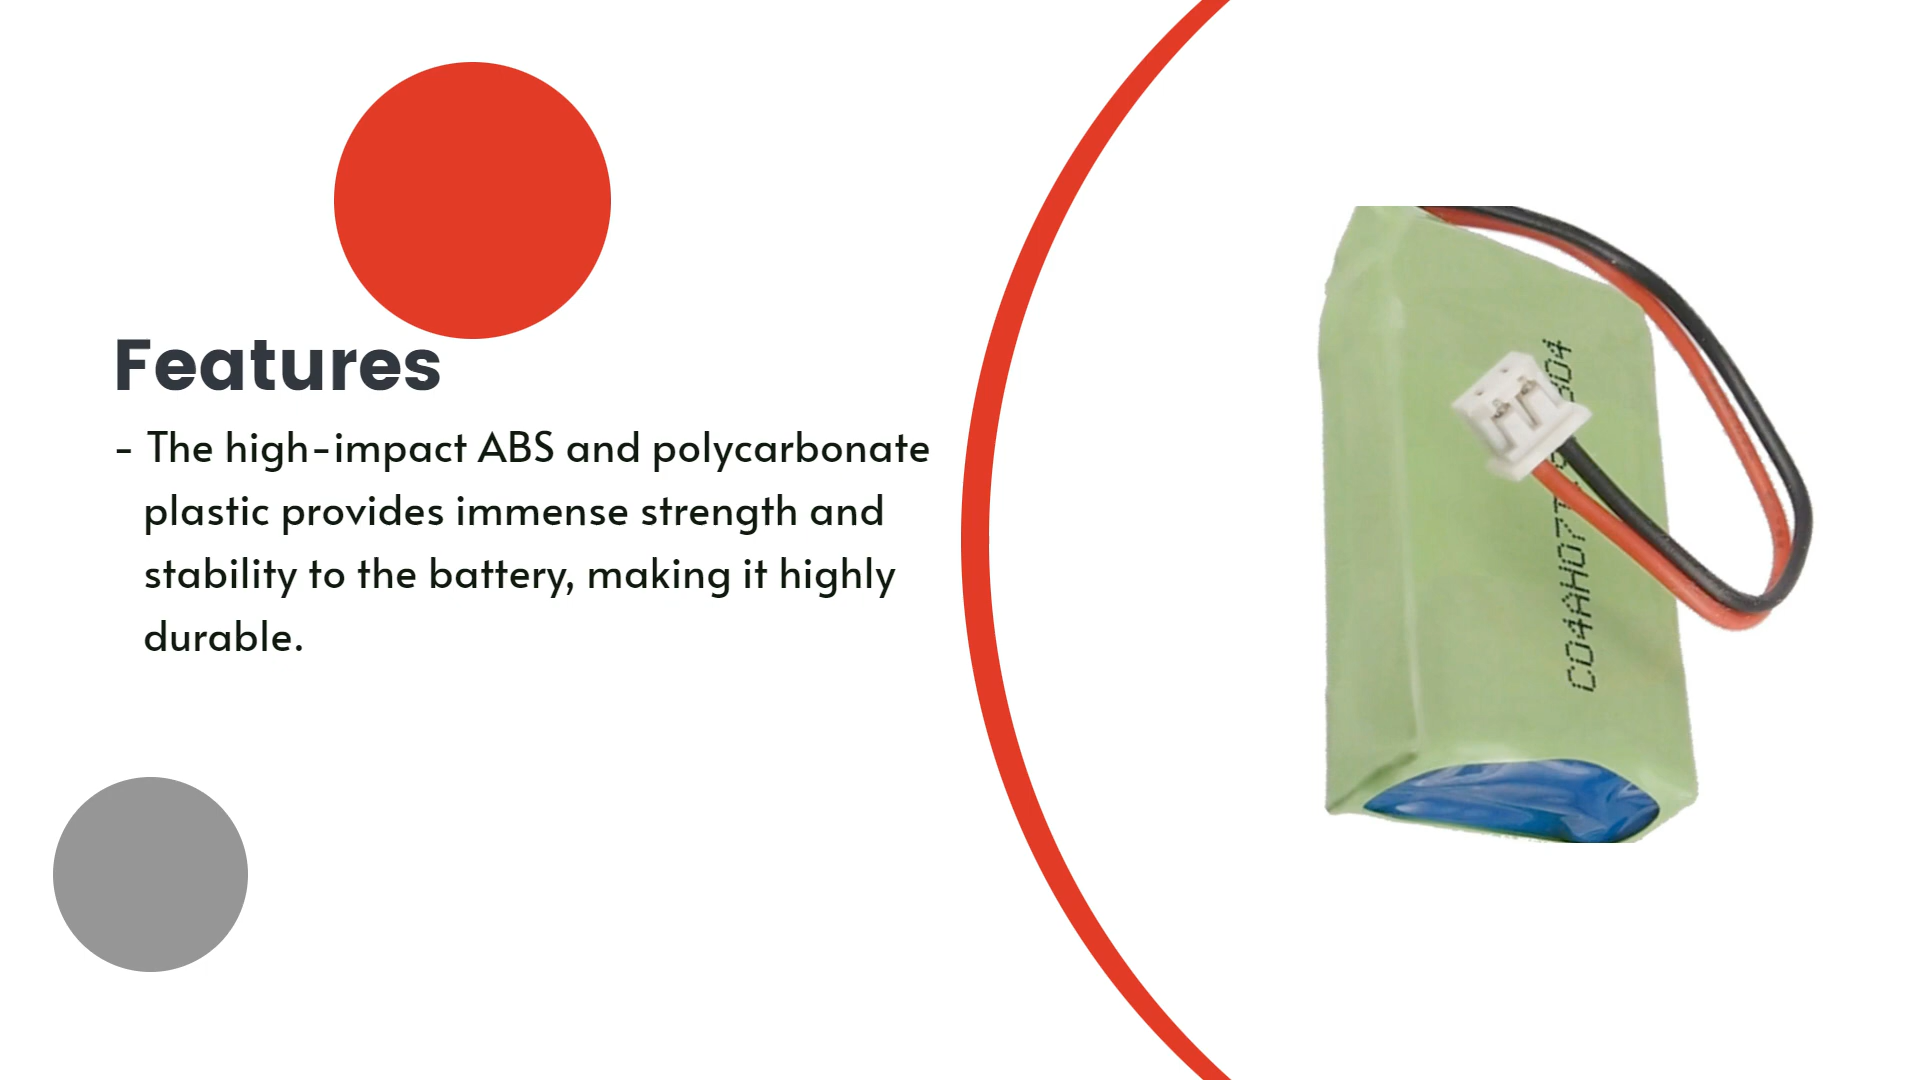 Features
- The high-impact ABS and polycarbonate
plastic provides immense strength and
stability to the battery, making it highly
durable.